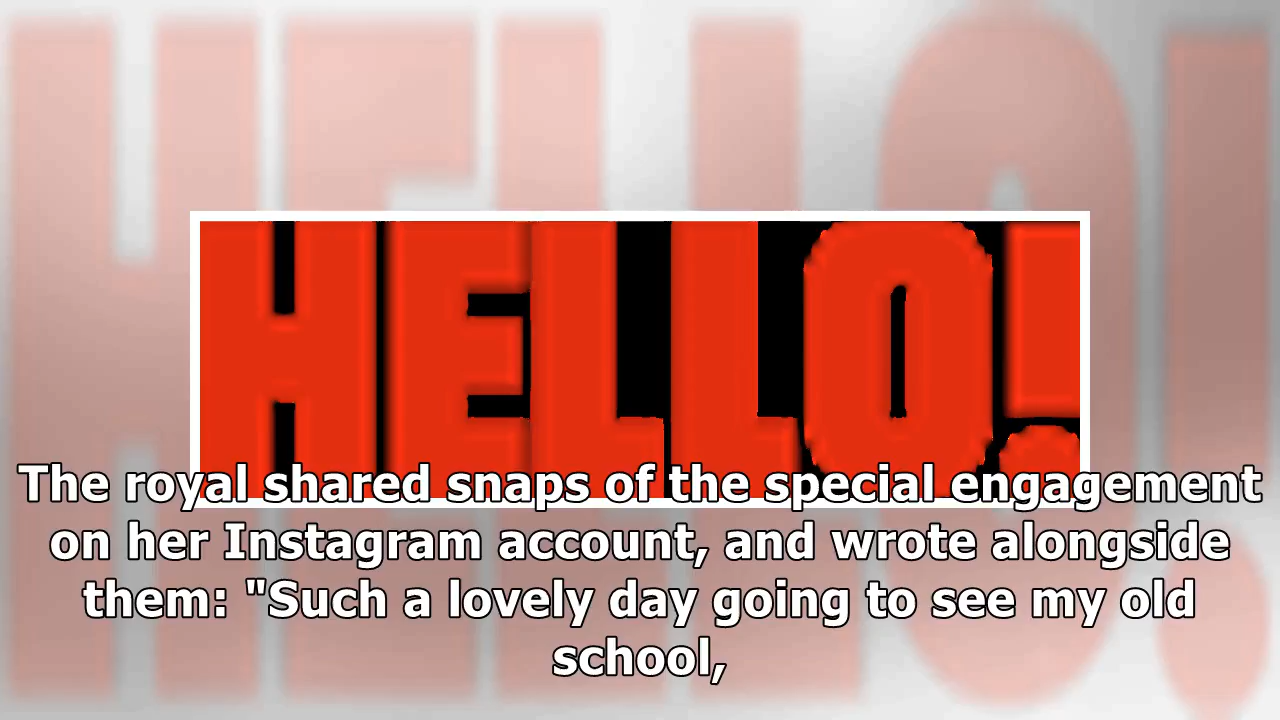 HELLO!
The royal shared snaps of the special engagement
on her Instagram account, and wrote alongside
them: "Such a lovely day going to see my old
school,